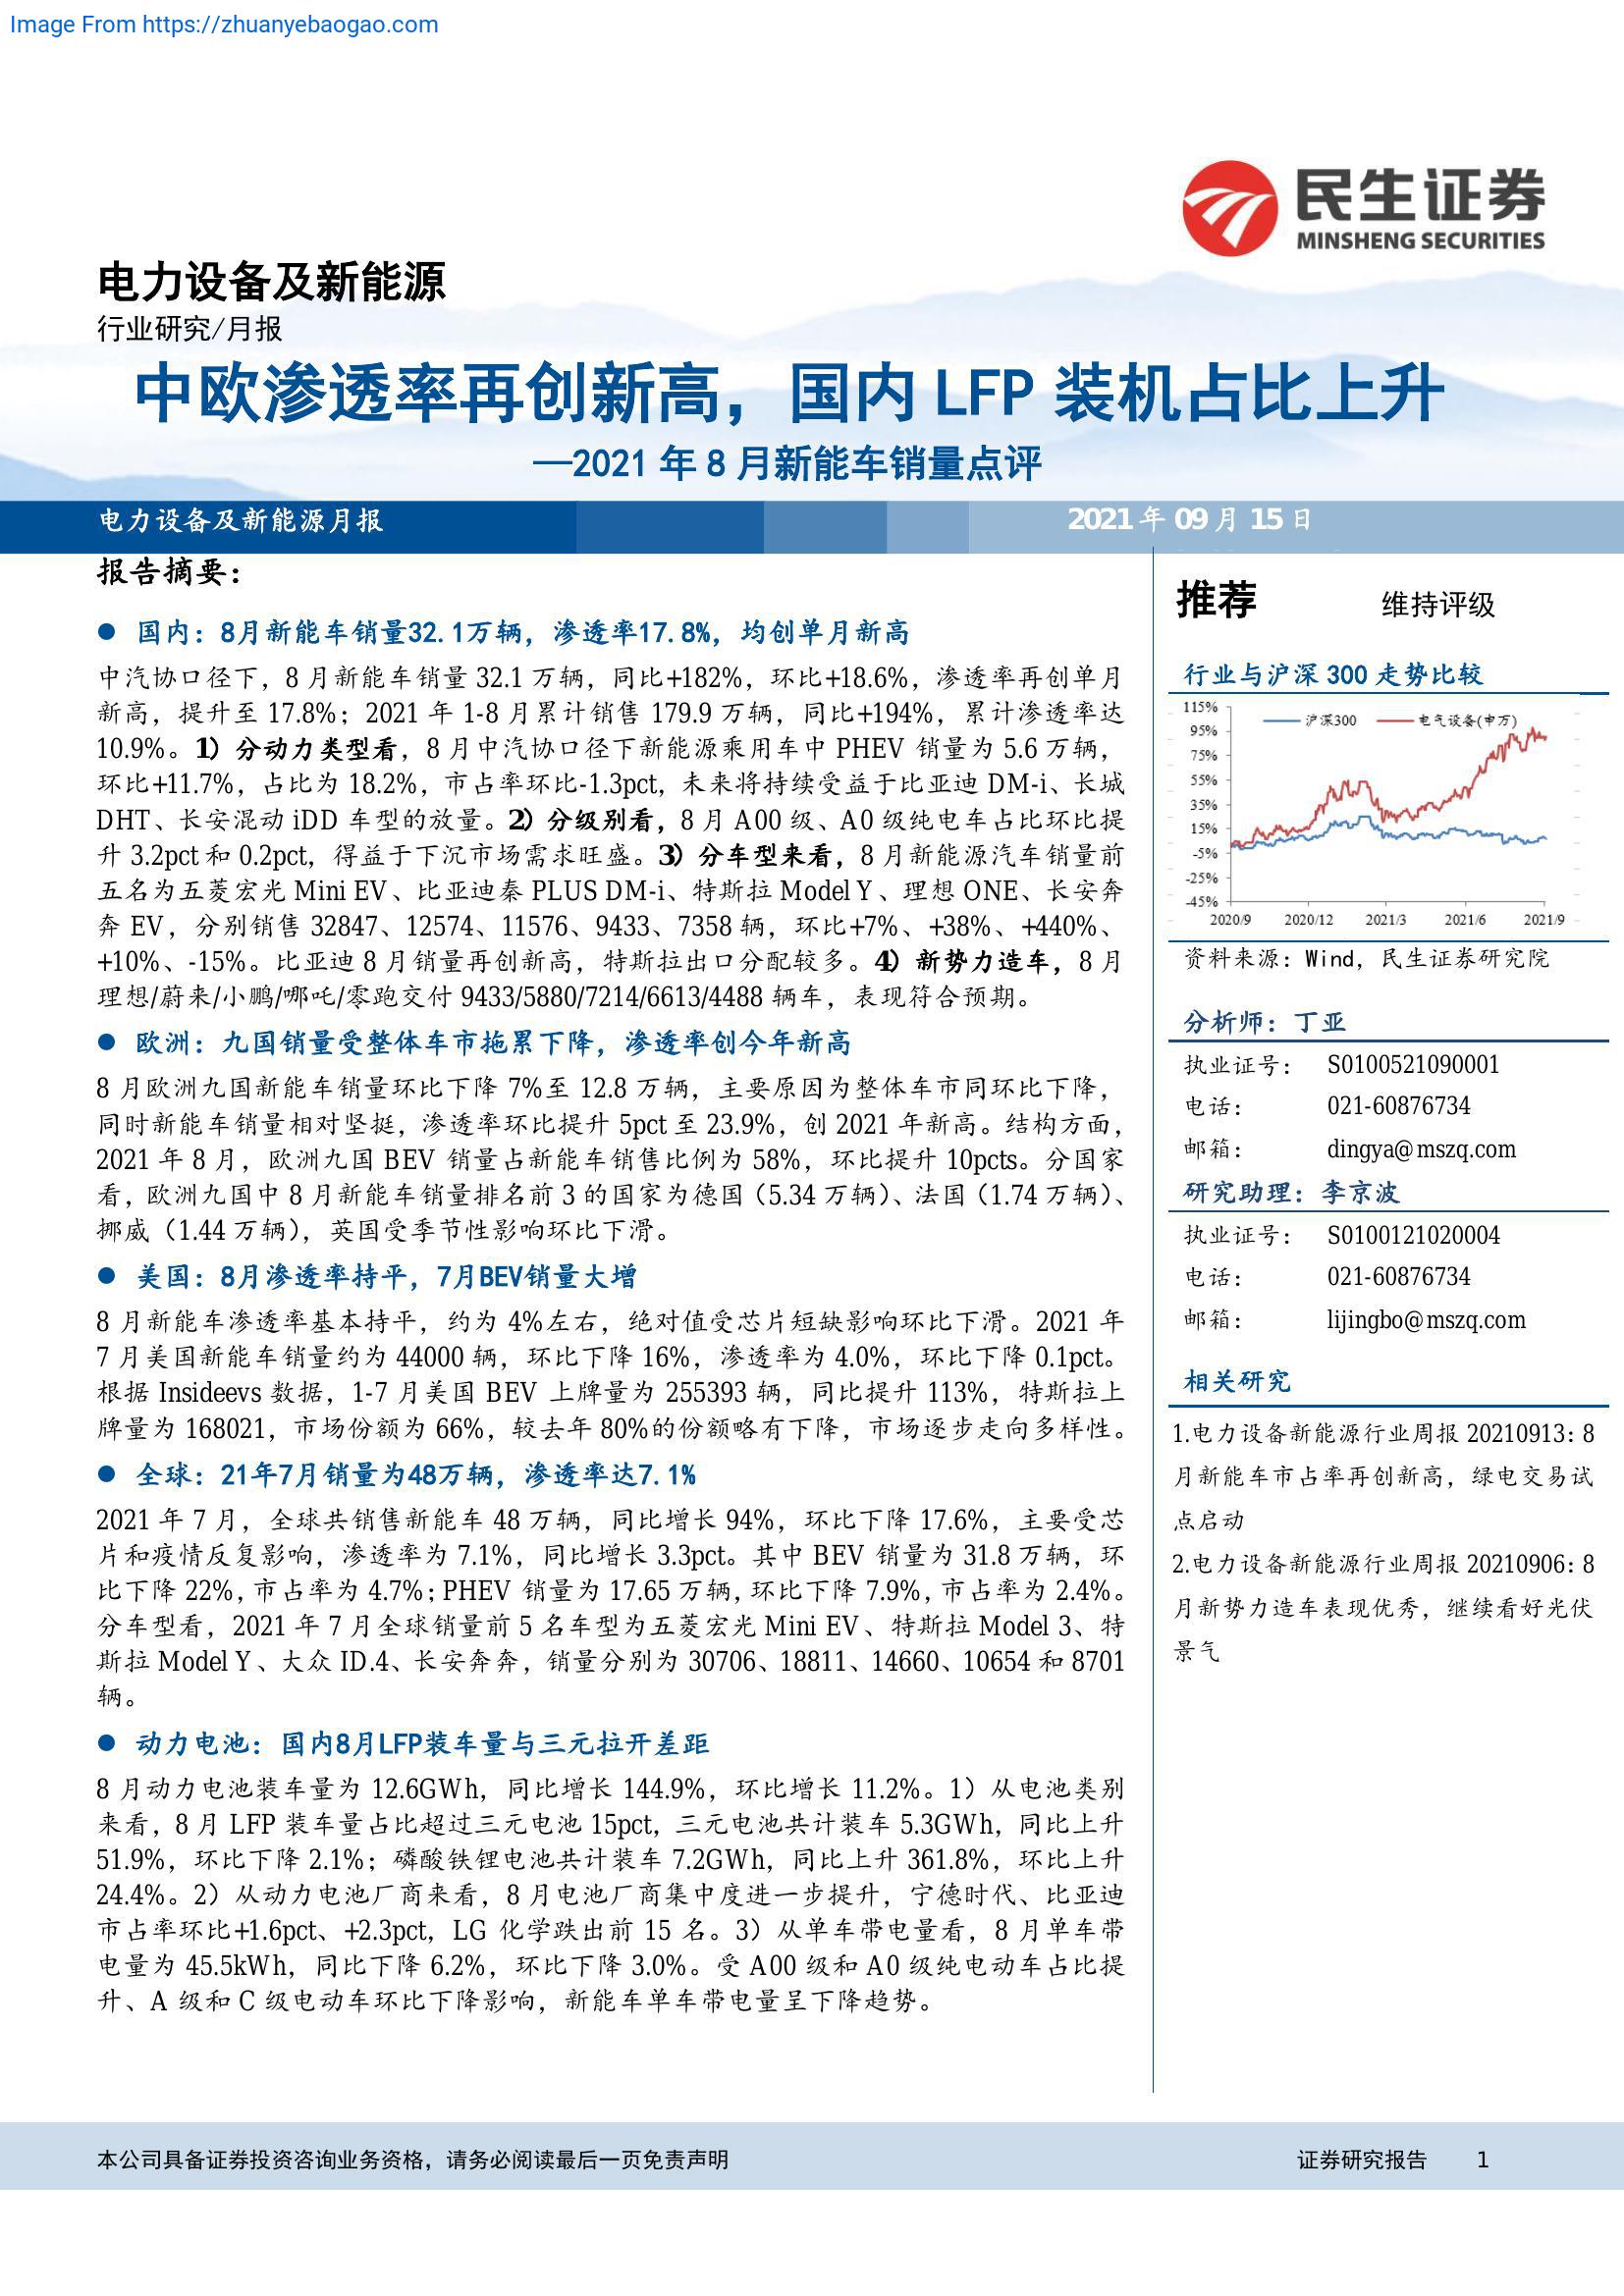 Image From https://zhuanyebaogao.com
民生证券
MINSHENG SECURITIES
电力设备及新能源
行业研究/月报
中欧渗透率再创新高，国内 LFP 装机占比上升
—2021 年 8 月新能车销量点评
电力设备及新能源月报
2021 年 09 月 15 日
报告摘要：
● 国内：8月新能车销量32.1万辆，渗透率17.8%，均创单月新高
中汽协口径下，8 月新能车销量 32.1 万辆，同比+182%，环比+18.6%，渗透率再创单月
新高，提升至 17.8%；2021 年 1-8 月累计销售 179.9 万辆，同比+194%，累计渗透率达
10.9%。1）分动力类型看，8 月中汽协口径下新能源乘用车中 PHEV 销量为 5.6 万辆，
环比+11.7%，占比为 18.2%，市占率环比-1.3pct，未来将持续受益于比亚迪 DM-i、长城
DHT、长安混动 iDD 车型的放量。2）分级别看，8 月 A00 级、A0 级纯电车占比环比提
升 3.2pct 和 0.2pct，得益于下沉市场需求旺盛。3）分车型来看，8 月新能源汽车销量前
五名为五菱宏光 Mini EV、比亚迪秦 PLUS DM-i、特斯拉 Model Y、理想 ONE、长安奔
奔 EV，分别销售 32847、12574、11576、9433、7358 辆，环比+7%、+38%、+440%、
+10%、-15%。比亚迪 8 月销量再创新高，特斯拉出口分配较多。4）新势力造车，8 月
理想/蔚来/小鹏/哪吒/零跑交付 9433/5880/7214/6613/4488 辆车，表现符合预期。
● 欧洲：九国销量受整体车市拖累下降，渗透率创今年新高
8 月欧洲九国新能车销量环比下降 7%至 12.8 万辆，主要原因为整体车市同环比下降，
同时新能车销量相对坚挺，渗透率环比提升 5pct 至 23.9%，创 2021 年新高。结构方面，
2021 年 8 月，欧洲九国 BEV 销量占新能车销售比例为 58%，环比提升 10pcts。分国家
看，欧洲九国中 8 月新能车销量排名前 3 的国家为德国（5.34 万辆）、法国（1.74 万辆）、
挪威（1.44 万辆），英国受季节性影响环比下滑。
● 美国：8月渗透率持平，7月BEV销量大增
8 月新能车渗透率基本持平，约为 4%左右，绝对值受芯片短缺影响环比下滑。2021 年
7 月美国新能车销量约为 44000 辆，环比下降 16%，渗透率为 4.0%，环比下降 0.1pct。
根据 Insideevs 数据，1-7 月美国 BEV 上牌量为 255393 辆，同比提升 113%，特斯拉上
牌量为 168021，市场份额为 66%，较去年 80%的份额略有下降，市场逐步走向多样性。
● 全球：21年7月销量为48万辆，渗透率达7.1%
2021 年 7 月，全球共销售新能车 48 万辆，同比增长 94%，环比下降 17.6%，主要受芯
片和疫情反复影响，渗透率为 7.1%，同比增长 3.3pct。其中 BEV 销量为 31.8 万辆，环
比下降 22%，市占率为 4.7%；PHEV 销量为 17.65 万辆，环比下降 7.9%，市占率为 2.4%。
分车型看，2021 年 7 月全球销量前 5 名车型为五菱宏光 Mini EV、特斯拉 Model 3、特
斯拉 Model Y、大众 ID.4、长安奔奔，销量分别为 30706、18811、14660、10654 和 8701
辆。
● 动力电池：国内8月LFP装车量与三元拉开差距
8 月动力电池装车量为 12.6GWh，同比增长 144.9%，环比增长 11.2%。1）从电池类别
来看，8 月 LFP 装车量占比超过三元电池 15pct，三元电池共计装车 5.3GWh，同比上升
51.9%，环比下降 2.1%；磷酸铁锂电池共计装车 7.2GWh，同比上升 361.8%，环比上升
24.4%。2）从动力电池厂商来看，8 月电池厂商集中度进一步提升，宁德时代、比亚迪
市占率环比+1.6pct、+2.3pct，LG 化学跌出前 15 名。3）从单车带电量看，8 月单车带
电量为 45.5kWh，同比下降 6.2%，环比下降 3.0%。受 A00 级和 A0 级纯电动车占比提
升、A 级和 C 级电动车环比下降影响，新能车单车带电量呈下降趋势。
推荐 维持评级
行业与沪深 300 走势比较
沪深300 电气设备(申万)
115%
95%
75%
55%
35%
15%
-5%
-25%
-45%
2020/9 2020/12 2021/3 2021/6 2021/9
资料来源：Wind，民生证券研究院
分析师：丁亚
执业证号： S0100521090001
电话： 021-60876734
邮箱： dingya@mszq.com
研究助理：李京波
执业证号： S0100121020004
电话： 021-60876734
邮箱： lijingbo@mszq.com
相关研究
1.电力设备新能源行业周报 20210913：8
月新能车市占率再创新高，绿电交易试
点启动
2.电力设备新能源行业周报 20210906：8
月新势力造车表现优秀，继续看好光伏
景气
本公司具备证券投资咨询业务资格，请务必阅读最后一页免责声明
证券研究报告 1